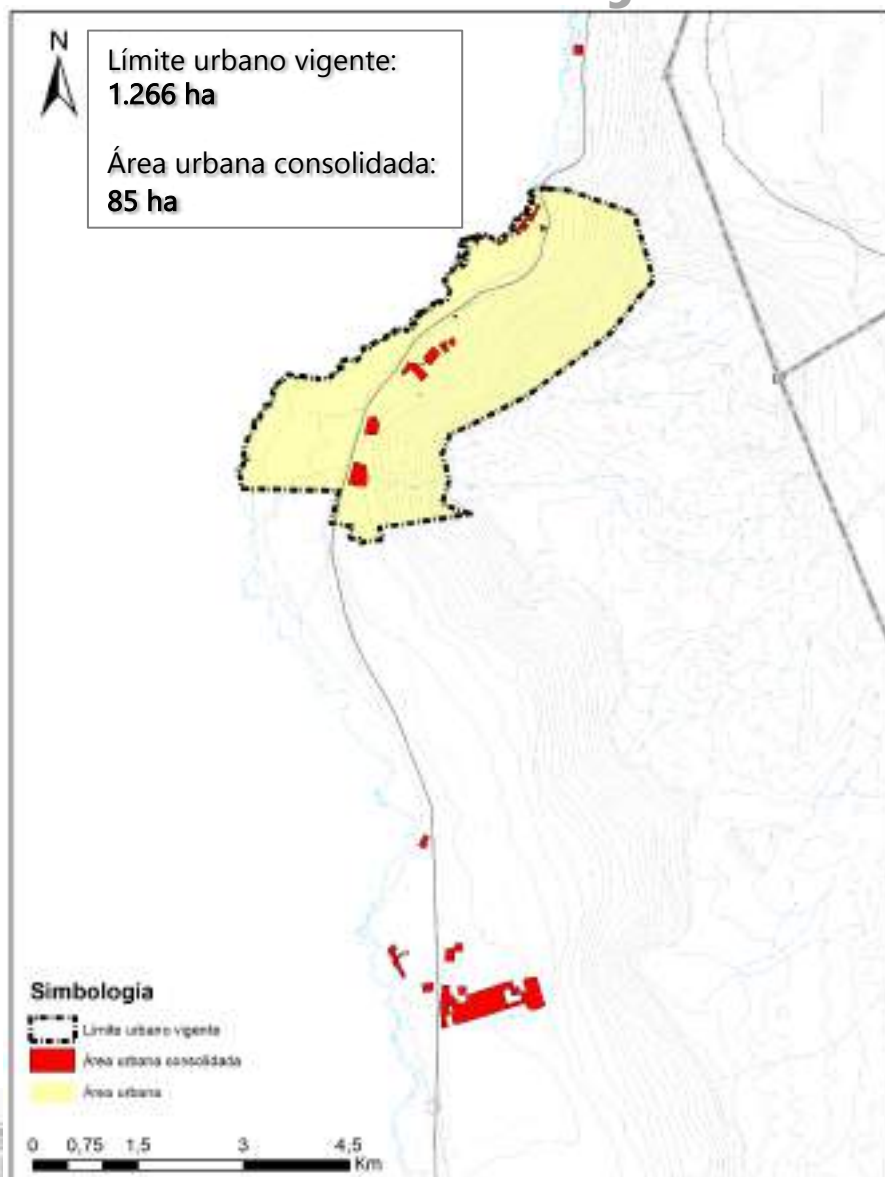 N
Límite urbano vigente:
1.266 ha
Área urbana consolidada:
85 ha
Simbología
Límite urbano vigente
Área urbana consolidada
Área urbana
0 0,75 1,5 3 4,5
Km